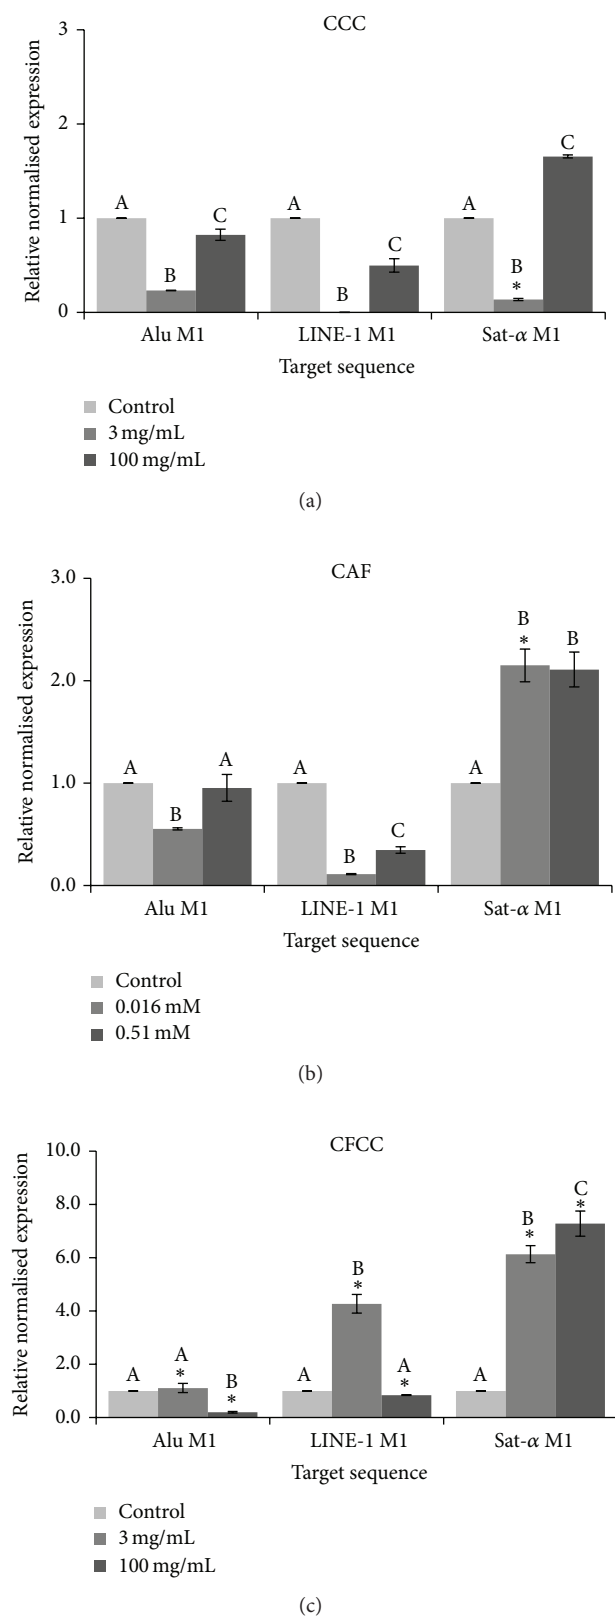 CCC
Relative normalised expression
3
2
1
0
A
B
C
A
B
C
A
B
*
C
Alu M1
LINE-1 M1
Sat-α M1
Target sequence
Control
3 mg/mL
100 mg/mL
(a)
CAF
Relative normalised expression
3.0
2.0
1.0
0.0
A
B
A
A
B
C
A
B
*
B
Alu M1
LINE-1 M1
Sat-α M1
Target sequence
Control
0.016 mM
0.51 mM
(b)
CFCC
Relative normalised expression
10.0
8.0
6.0
4.0
2.0
0.0
A
A
*
B
*
A
B
*
A
*
A
B
*
C
*
Alu M1
LINE-1 M1
Sat-α M1
Target sequence
Control
3 mg/mL
100 mg/mL
(c)